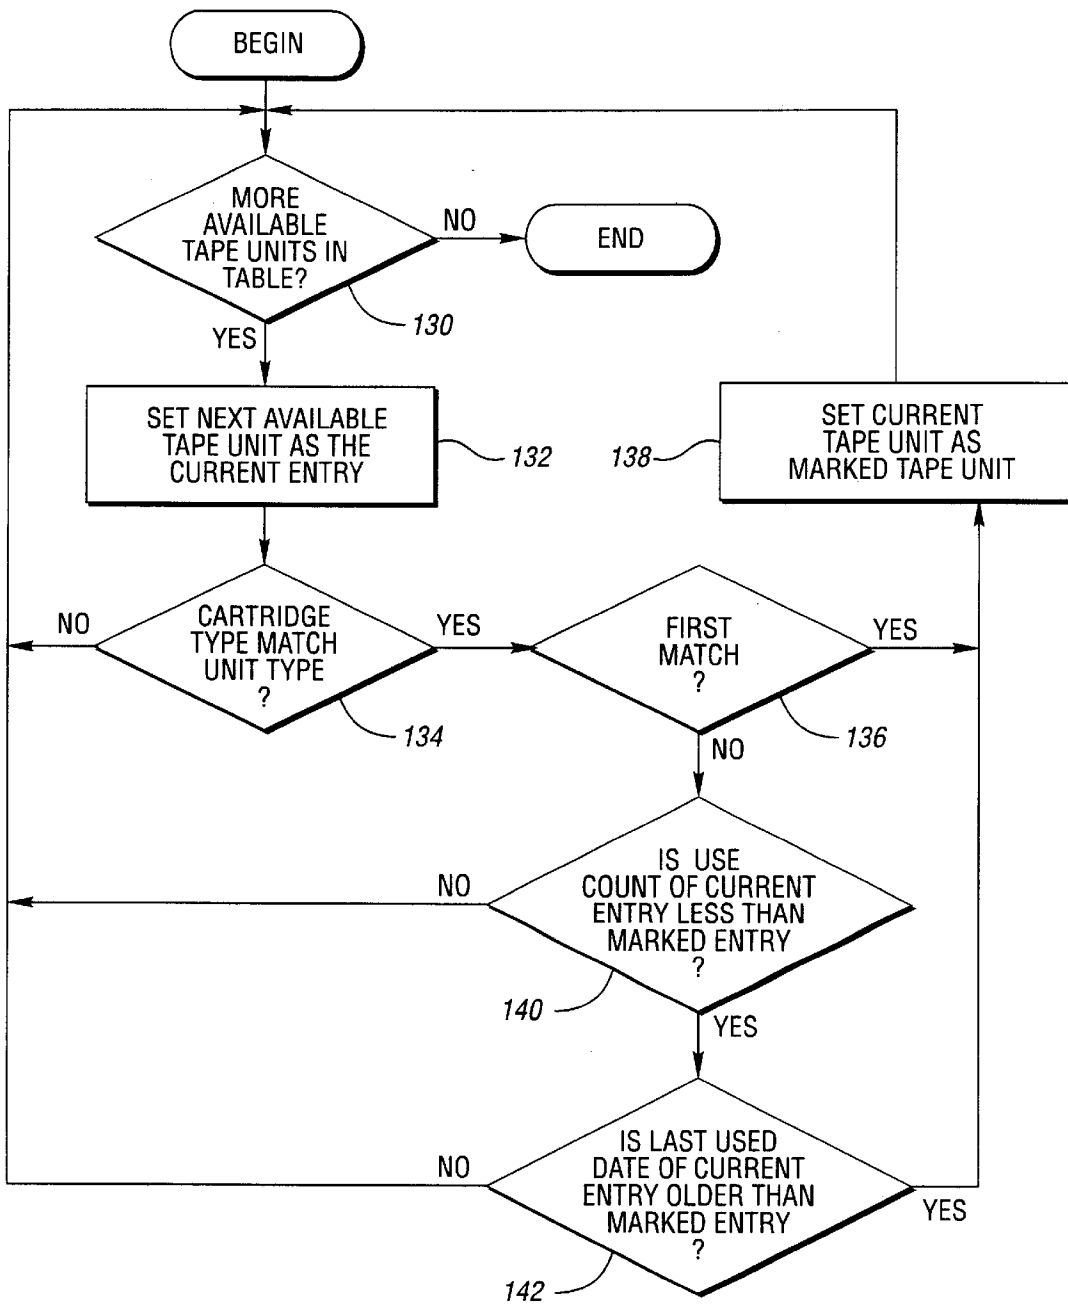 BEGIN
MORE
AVAILABLE
TAPE UNITS IN
TABLE?
NO
END
130
YES
SET NEXT AVAILABLE
TAPE UNIT AS THE
CURRENT ENTRY
132
138
SET CURRENT
TAPE UNIT AS
MARKED TAPE UNIT
NO
CARTRIDGE
TYPE MATCH
UNIT TYPE
?
YES
134
FIRST
MATCH
?
YES
136
NO
NO
IS USE
COUNT OF CURRENT
ENTRY LESS THAN
MARKED ENTRY
?
140
YES
NO
IS LAST USED
DATE OF CURRENT
ENTRY OLDER THAN
MARKED ENTRY
?
YES
142